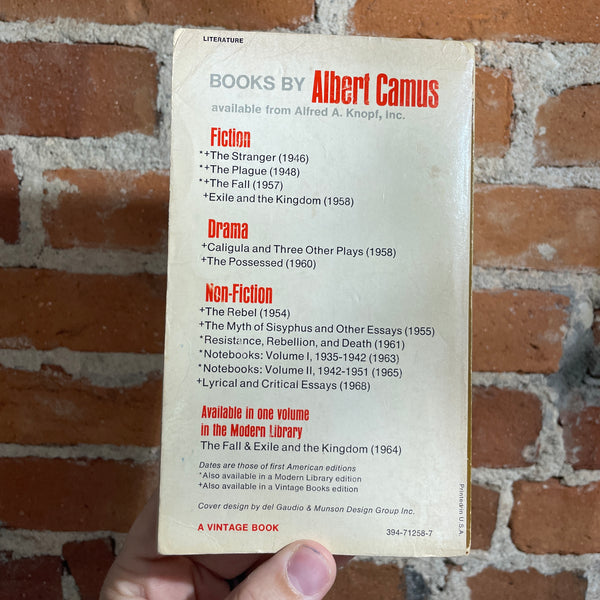 LITERATURE
BOOKS BY Albert Camus
available from Alfred A. Knopf, Inc.
Fiction
*+The Stranger (1946)
*+The Plague (1948)
*+The Fall (1957)
+Exile and the Kingdom (1958)
Drama
+Caligula and Three Other Plays (1958)
+The Possessed (1960)
Non-Fiction
+The Rebel (1954)
+The Myth of Sisyphus and Other Essays (1955)
*Resistance, Rebellion, and Death (1961)
*Notebooks: Volume I, 1935-1942 (1963)
*Notebooks: Volume II, 1942-1951 (1965)
+Lyrical and Critical Essays (1968)
Available in one volume
in the Modern Library
The Fall & Exile and the Kingdom (1964)
Dates are those of first American editions
*Also available in a Modern Library edition
+Also available in a Vintage Books edition
Cover design by del Gaudio & Munson Design Group Inc.
A VINTAGE BOOK
394-71258-7
Printed in U.S.A.